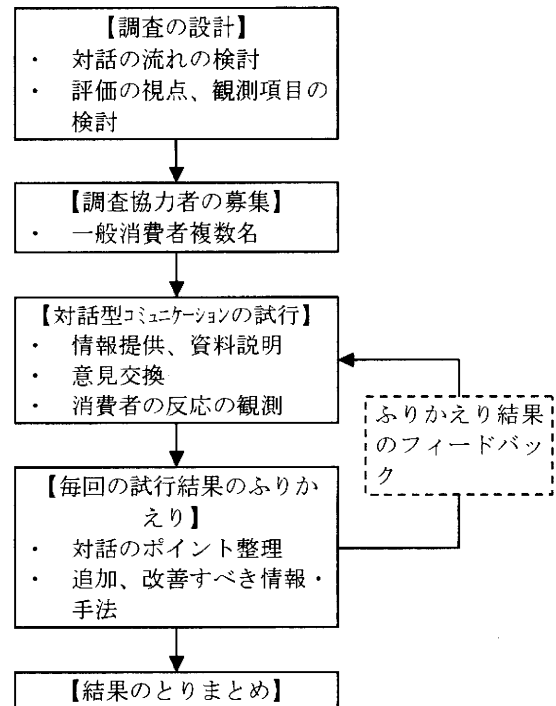 【調査の設計】
・ 対話の流れの検討
・ 評価の視点、観測項目の
検討
【調査協力者の募集】
・ 一般消費者複数名
【対話型ｺﾐｭﾆｹｰｼｮﾝの試行】
・ 情報提供、資料説明
・ 意見交換
・ 消費者の反応の観測
ふりかえり結果
のフィードバッ
ク
【毎回の試行結果のふりか
えり】
・ 対話のポイント整理
・ 追加、改善すべき情報・
手法
【結果のとりまとめ】